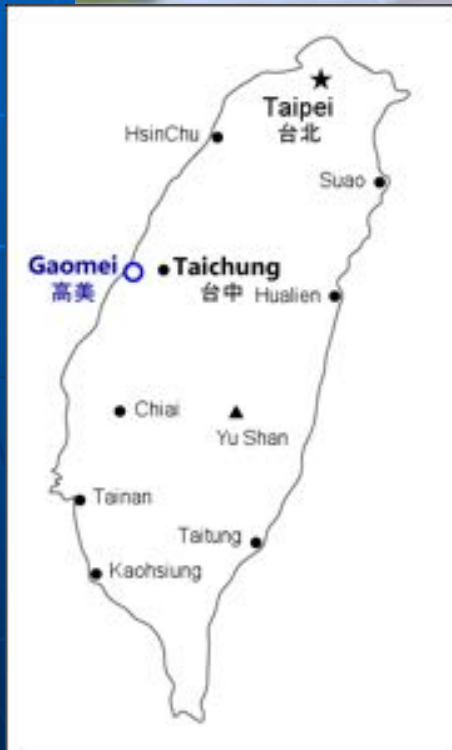 Taipei
台北
HsinChu
Suao
Gaomei
高美
Taichung
台中
Hualien
Chiai
Yu Shan
Tainan
Taitung
Kaohsiung